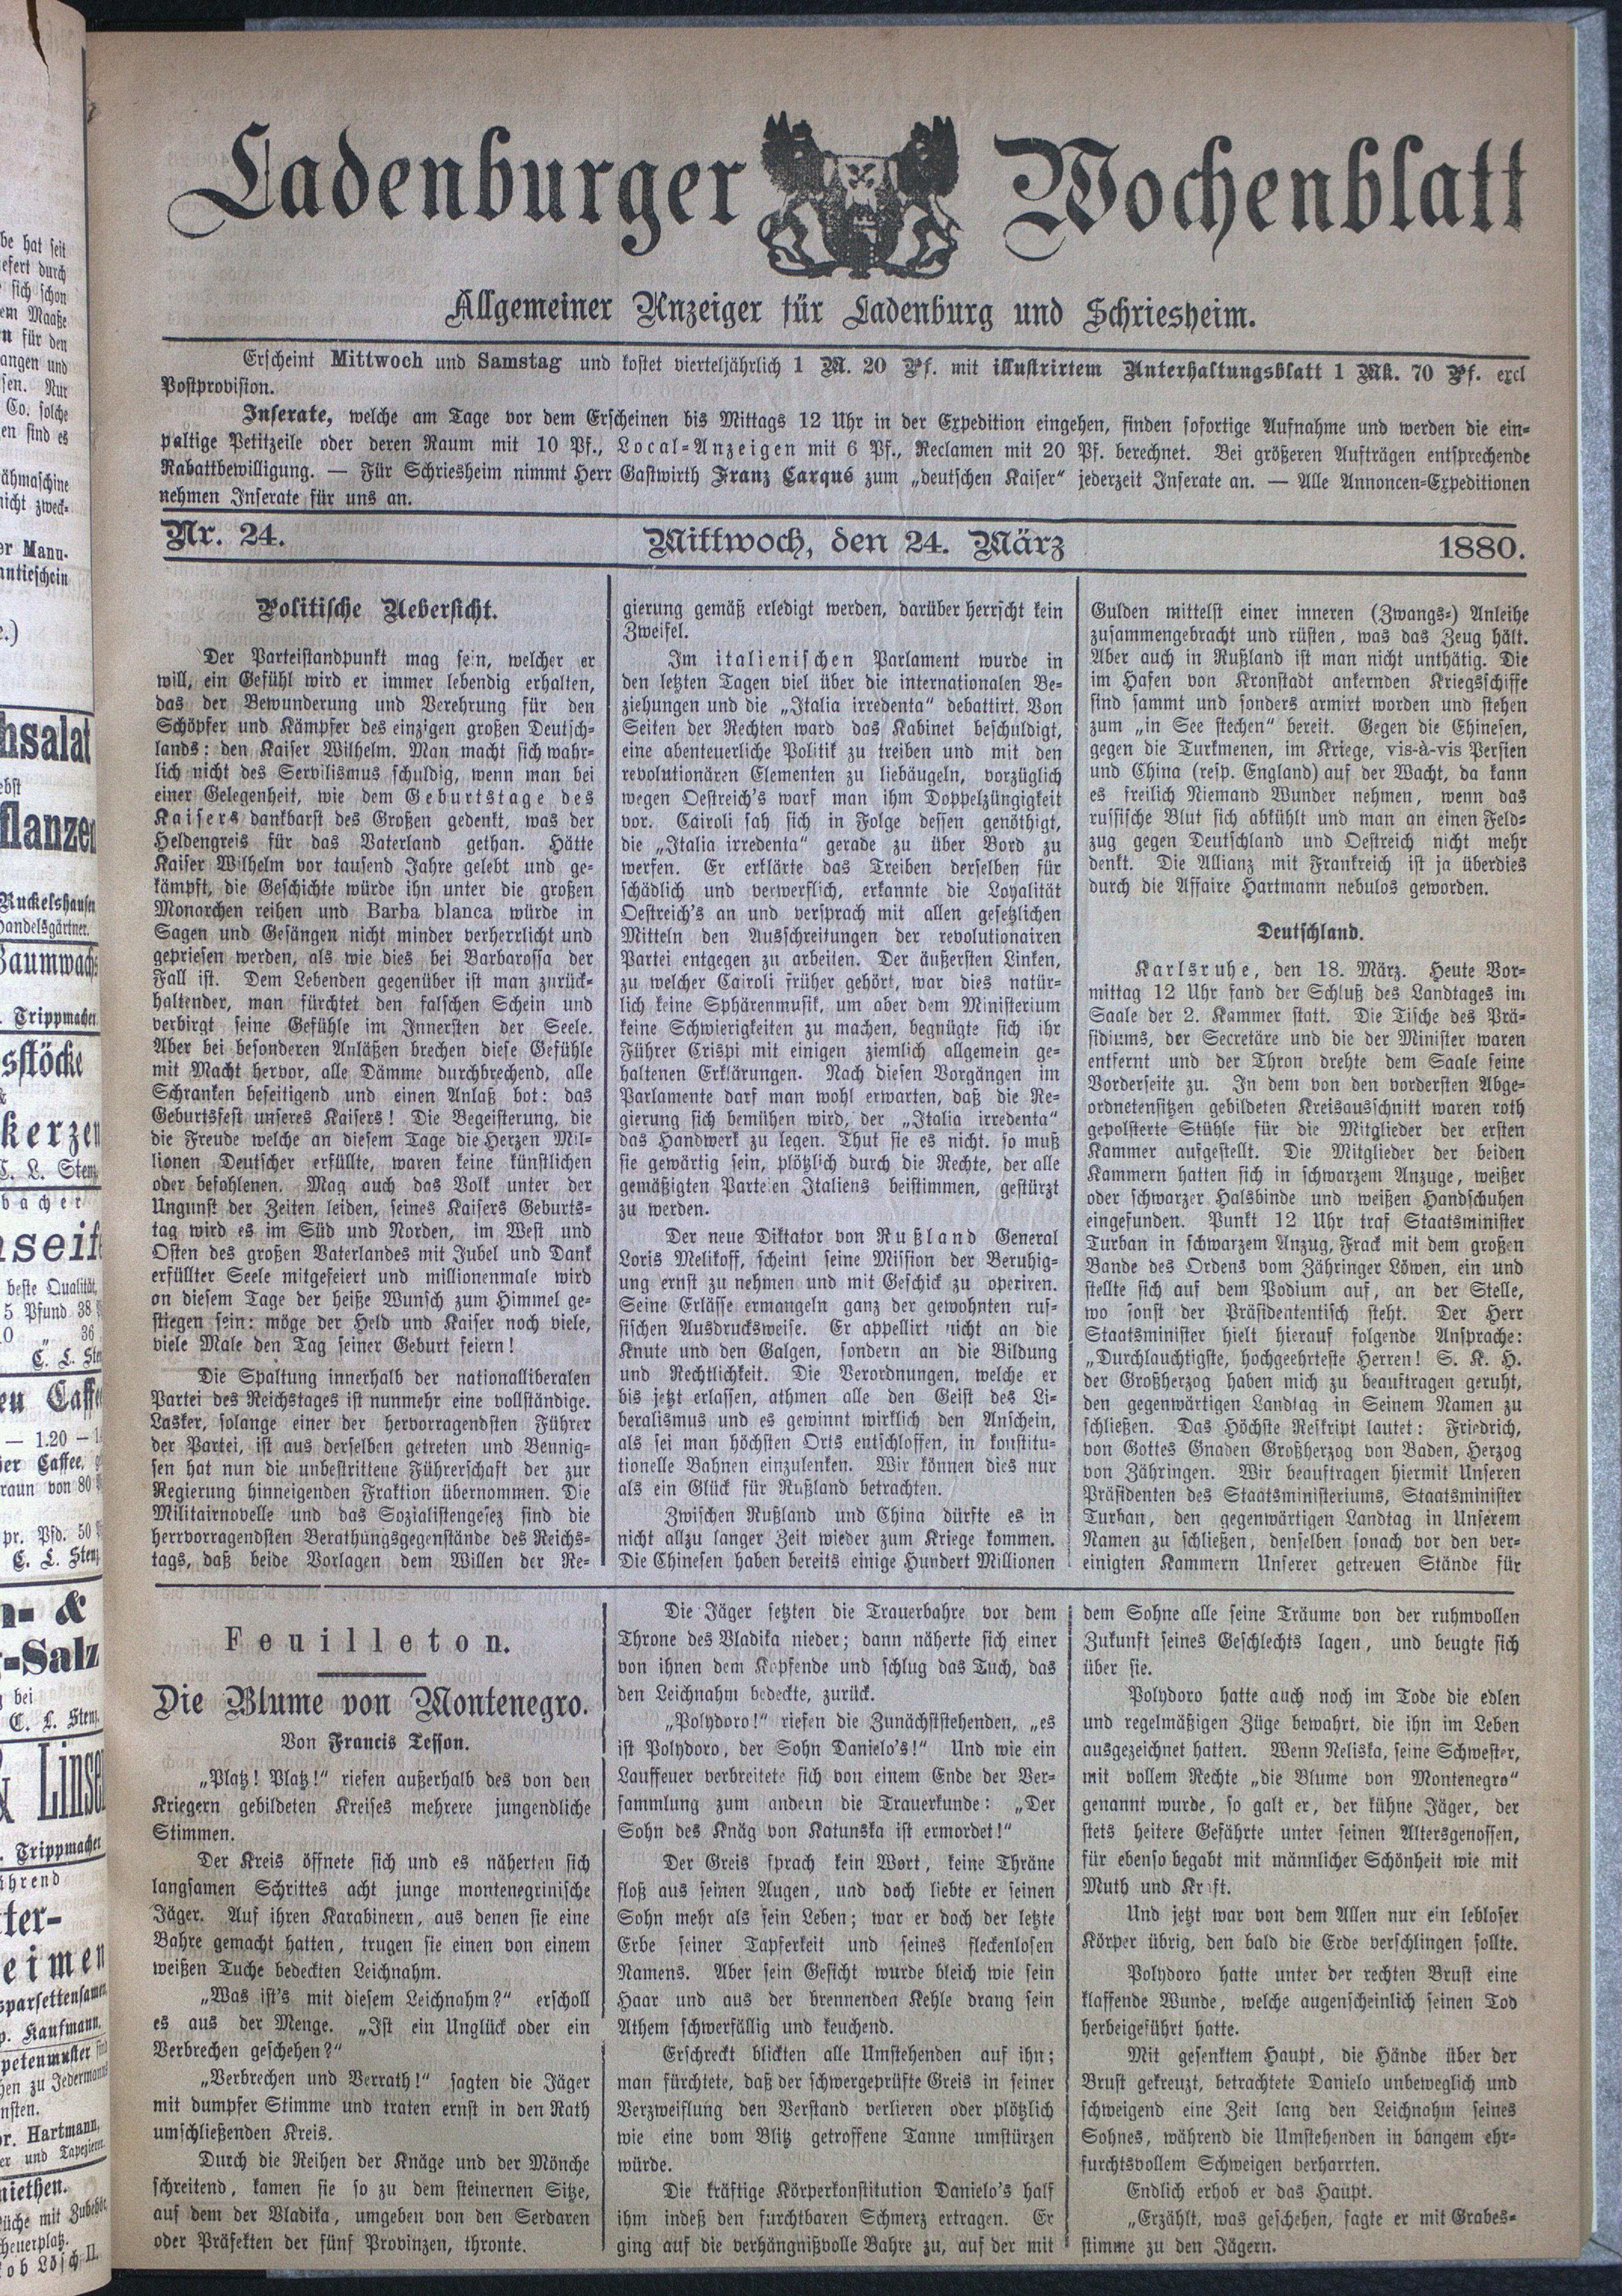 Ladenburger Wochenblatt
Allgemeiner Anzeiger für Ladenburg und Schriesheim.
Erscheint Mittwoch und Samstag und kostet vierteljährlich 1 M. 20 Pf. mit illustrirtem Unterhaltungsblatt 1 Mk. 70 Pf. excl
Postprovision.
Inserate, welche am Tage vor dem Erscheinen bis Mittags 12 Uhr in der Expedition eingehen, finden sofortige Aufnahme und werden die ein-
paltige Petitzeile oder deren Raum mit 10 Pf., Local-Anzeigen mit 6 Pf., Reclamen mit 20 Pf. berechnet. Bei größeren Aufträgen entsprechende
Rabattbewilligung. — Für Schriesheim nimmt Herr Gastwirth Franz Carqué zum „deutschen Kaiser“ jederzeit Inserate an. — Alle Annoncen-Expeditionen
nehmen Inserate für uns an.
Nr. 24. Mittwoch, den 24. März 1880.
Politische Uebersicht.
Der Parteistandpunkt mag sein, welcher er
will, ein Gefühl wird er immer lebendig erhalten,
das der Bewunderung und Verehrung für den
Schöpfer und Kämpfer des einzigen großen Deutsch-
lands: den Kaiser Wilhelm. Man macht sich wahr-
lich nicht des Servilismus schuldig, wenn man bei
einer Gelegenheit, wie dem Geburtstage des
Kaisers dankbarst des Großen gedenkt, was der
Heldengreis für das Vaterland gethan. Hätte
Kaiser Wilhelm vor tausend Jahre gelebt und ge-
kämpft, die Geschichte würde ihn unter die großen
Monarchen reihen und Barba blanca würde in
Sagen und Gesängen nicht minder verherrlicht und
gepriesen werden, als wie dies bei Barbarossa der
Fall ist. Dem Lebenden gegenüber ist man zurück-
haltender, man fürchtet den falschen Schein und
verbirgt seine Gefühle im Innersten der Seele.
Aber bei besonderen Anläßen brechen diese Gefühle
mit Macht hervor, alle Dämme durchbrechend, alle
Schranken beseitigend und einen Anlaß bot: das
Geburtsfest unseres Kaisers! Die Begeisterung, die
die Freude welche an diesem Tage die Herzen Mil-
lionen Deutscher erfüllte, waren keine künstlichen
oder befohlenen. Mag auch das Volk unter der
Ungunst der Zeiten leiden, seines Kaisers Geburts-
tag wird es im Süd und Norden, im West und
Osten des großen Vaterlandes mit Jubel und Dank
erfüllter Seele mitgefeiert und millionenmale wird
on diesem Tage der heiße Wunsch zum Himmel ge-
stiegen sein: möge der Held und Kaiser noch viele,
viele Male den Tag seiner Geburt feiern!
Die Spaltung innerhalb der nationalliberalen
Partei des Reichstages ist nunmehr eine vollständige.
Lasker, solange einer der hervorragendsten Führer
der Partei, ist aus derselben getreten und Bennig-
sen hat nun die unbestrittene Führerschaft der zur
Regierung hinneigenden Fraktion übernommen. Die
Militairnovelle und das Sozialistengesez sind die
herrvorragendsten Berathungsgegenstände des Reichs-
tags, daß beide Vorlagen dem Willen der Re-
gierung gemäß erledigt werden, darüber herrscht kein
Zweifel.
Im italienischen Parlament wurde in
den letzten Tagen viel über die internationalen Be-
ziehungen und die „Italia irredenta“ debattirt. Von
Seiten der Rechten ward das Kabinet beschuldigt,
eine abenteuerliche Politik zu treiben und mit den
revolutionären Elementen zu liebäugeln, vorzüglich
wegen Oestreich's warf man ihm Doppelzüngigkeit
vor. Cairoli sah sich in Folge dessen genöthigt,
die „Italia irredenta“ gerade zu über Bord zu
werfen. Er erklärte das Treiben derselben für
schädlich und verwerflich, erkannte die Loyalität
Oestreich's an und versprach mit allen gesetzlichen
Mitteln den Ausschreitungen der revolutionairen
Partei entgegen zu arbeiten. Der äußersten Linken,
zu welcher Cairoli früher gehört, war dies natür-
lich keine Sphärenmusik, um aber dem Ministerium
keine Schwierigkeiten zu machen, begnügte sich ihr
Führer Crispi mit einigen ziemlich allgemein ge-
haltenen Erklärungen. Nach diesen Vorgängen im
Parlamente darf man wohl erwarten, daß die Re-
gierung sich bemühen wird, der „Italia irredenta“
das Handwerk zu legen. Thut sie es nicht. so muß
sie gewärtig sein, plötzlich durch die Rechte, der alle
gemäßigten Parteien Italiens beistimmen, gestürzt
zu werden.
Der neue Diktator von Rußland General
Loris Melikoff, scheint seine Mission der Beruhig-
ung ernst zu nehmen und mit Geschick zu operiren.
Seine Erlässe ermangeln ganz der gewohnten rus-
sischen Ausdrucksweise. Er appellirt nicht an die
Knute und den Galgen, sondern an die Bildung
und Rechtlichkeit. Die Verordnungen, welche er
bis jetzt erlassen, athmen alle den Geist des Li-
beralismus und es gewinnt wirklich den Anschein,
als sei man höchsten Orts entschlossen, in konstitu-
tionelle Bahnen einzulenken. Wir können dies nur
als ein Glück für Rußland betrachten.
Zwischen Rußland und China dürfte es in
nicht allzu langer Zeit wieder zum Kriege kommen.
Die Chinesen haben bereits einige Hundert Millionen
Gulden mittelst einer inneren (Zwangs-) Anleihe
zusammengebracht und rüsten, was das Zeug hält.
Aber auch in Rußland ist man nicht unthätig. Die
im Hafen von Kronstadt ankernden Kriegsschiffe
sind sammt und sonders armirt worden und stehen
zum „in See stechen“ bereit. Gegen die Chinesen,
gegen die Turkmenen, im Kriege, vis-à-vis Persien
und China (resp. England) auf der Wacht, da kann
es freilich Niemand Wunder nehmen, wenn das
russische Blut sich abkühlt und man an einen Feld-
zug gegen Deutschland und Oestreich nicht mehr
denkt. Die Allianz mit Frankreich ist ja überdies
durch die Affaire Hartmann nebulos geworden.
Deutschland.
Karlsruhe, den 18. März. Heute Vor-
mittag 12 Uhr fand der Schluß des Landtages im
Saale der 2. Kammer statt. Die Tische des Prä-
sidiums, der Secretäre und die der Minister waren
entfernt und der Thron drehte dem Saale seine
Vorderseite zu. In dem von den vordersten Abge-
ordnetensitzen gebildeten Kreisausschnitt waren roth
gepolsterte Stühle für die Mitglieder der ersten
Kammer aufgestellt. Die Mitglieder der beiden
Kammern hatten sich in schwarzem Anzuge, weißer
oder schwarzer Halsbinde und weißen Handschuhen
eingefunden. Punkt 12 Uhr traf Staatsminister
Turban in schwarzem Anzug, Frack mit dem großen
Bande des Ordens vom Zähringer Löwen, ein und
stellte sich auf dem Podium auf, an der Stelle,
wo sonst der Präsidententisch steht. Der Herr
Staatsminister hielt hierauf folgende Ansprache:
„Durchlauchtigste, hochgeehrteste Herren! S. K. H.
der Großherzog haben mich zu beauftragen geruht,
den gegenwärtigen Landtag in Seinem Namen zu
schließen. Das Höchste Reskript lautet: Friedrich,
von Gottes Gnaden Großherzog von Baden, Herzog
von Zähringen. Wir beauftragen hiermit Unseren
Präsidenten des Staatsministeriums, Staatsminister
Turban, den gegenwärtigen Landtag in Unserem
Namen zu schließen, denselben sonach vor den ver-
einigten Kammern Unserer getreuen Stände für
Feuilleton.
Die Blume von Montenegro.
Von Francis Tesson.
„Platz! Platz!“ riefen außerhalb des von den
Kriegern gebildeten Kreises mehrere jungendliche
Stimmen.
Der Kreis öffnete sich und es näherten sich
langsamen Schrittes acht junge montenegrinische
Jäger. Auf ihren Karabinern, aus denen sie eine
Bahre gemacht hatten, trugen sie einen von einem
weißen Tuche bedeckten Leichnahm.
„Was ist's mit diesem Leichnahm?“ erscholl
es aus der Menge. „Ist ein Unglück oder ein
Verbrechen geschehen?“
„Verbrechen und Verrath!“ sagten die Jäger
mit dumpfer Stimme und traten ernst in den Rath
umschließenden Kreis.
Durch die Reihen der Knäge und der Mönche
schreitend, kamen sie so zu dem steinernen Sitze,
auf dem der Vladika, umgeben von den Serdaren
oder Präfekten der fünf Provinzen, thronte.
Die Jäger setzten die Trauerbahre vor dem
Throne des Vladika nieder; dann näherte sich einer
von ihnen dem Kopfende und schlug das Tuch, das
den Leichnahm bedeckte, zurück.
„Polydoro!“ riefen die Zunächststehenden, „es
ist Polydoro, der Sohn Danielo's!“ Und wie ein
Lauffeuer verbreitete sich von einem Ende der Ver-
sammlung zum andern die Trauerkunde: „Der
Sohn des Knäg von Katunska ist ermordet!“
Der Greis sprach kein Wort, keine Thräne
floß aus seinen Augen, und doch liebte er seinen
Sohn mehr als sein Leben; war er doch der letzte
Erbe seiner Tapferkeit und seines fleckenlosen
Namens. Aber sein Gesicht wurde bleich wie sein
Haar und aus der brennenden Kehle drang sein
Athem schwerfällig und keuchend.
Erschreckt blickten alle Umstehenden auf ihn;
man fürchtete, daß der schwergeprüfte Greis in seiner
Verzweiflung den Verstand verlieren oder plötzlich
wie eine vom Blitz getroffene Tanne umstürzen
würde.
Die kräftige Körperkonstitution Danielo's half
ihm indeß den furchtbaren Schmerz ertragen. Er
ging auf die verhängnißvolle Bahre zu, auf der mit
dem Sohne alle seine Träume von der ruhmvollen
Zukunft seines Geschlechts lagen, und beugte sich
über sie.
Polydoro hatte auch noch im Tode die edlen
und regelmäßigen Züge bewahrt, die ihn im Leben
ausgezeichnet hatten. Wenn Neliska, seine Schwester,
mit vollem Rechte „die Blume von Montenegro“
genannt wurde, so galt er, der kühne Jäger, der
stets heitere Gefährte unter seinen Altersgenossen,
für ebenso begabt mit männlicher Schönheit wie mit
Muth und Kraft.
Und jetzt war von dem Allen nur ein lebloser
Körper übrig, den bald die Erde verschlingen sollte.
Polydoro hatte unter der rechten Brust eine
klaffende Wunde, welche augenscheinlich seinen Tod
herbeigeführt hatte.
Mit gesenktem Haupt, die Hände über der
Brust gekreuzt, betrachtete Danielo unbeweglich und
schweigend eine Zeit lang den Leichnahm seines
Sohnes, während die Umstehenden in bangem ehr-
furchtsvollem Schweigen verharrten.
Endlich erhob er das Haupt.
„Erzählt, was geschehen, sagte er mit Grabes-
stimme zu den Jägern.